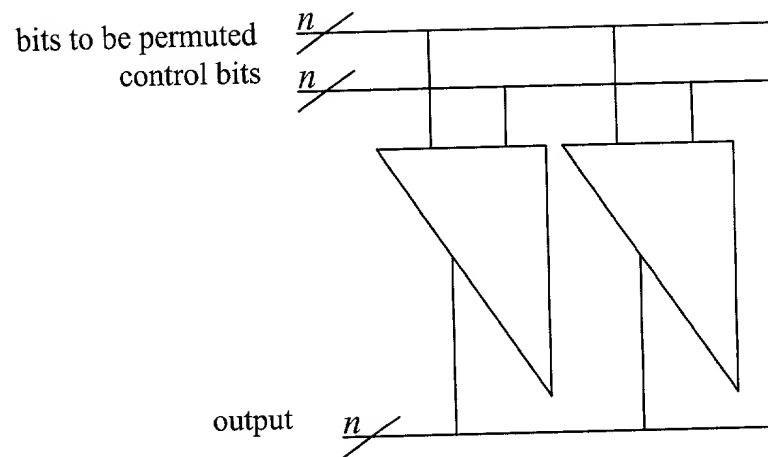 bits to be permuted n
control bits n
output n